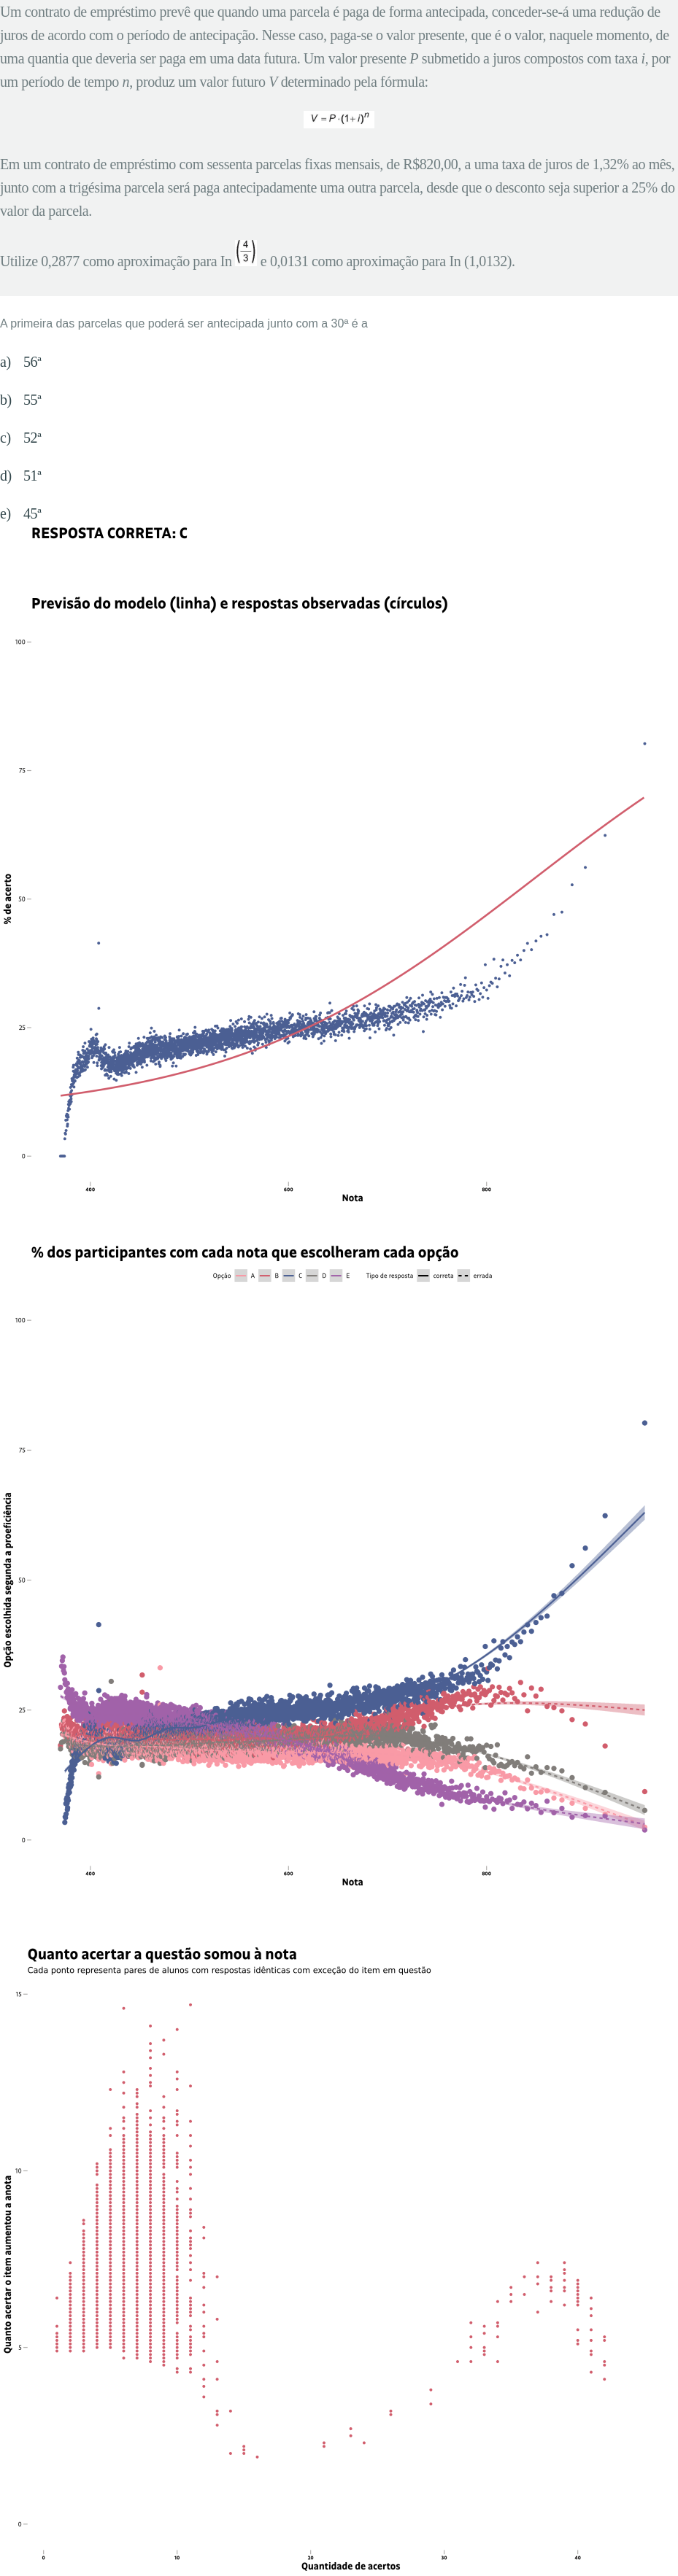 Um contrato de empréstimo prevê que quando uma parcela é paga de forma antecipada, conceder-se-á uma redução de
juros de acordo com o período de antecipação. Nesse caso, paga-se o valor presente, que é o valor, naquele momento, de
uma quantia que deveria ser paga em uma data futura. Um valor presente P submetido a juros compostos com taxa i, por
um período de tempo n, produz um valor futuro V determinado pela fórmula:
V = P · (1 + i)^n
Em um contrato de empréstimo com sessenta parcelas fixas mensais, de R$820,00, a uma taxa de juros de 1,32% ao mês,
junto com a trigésima parcela será paga antecipadamente uma outra parcela, desde que o desconto seja superior a 25% do
valor da parcela.
Utilize 0,2877 como aproximação para In (4/3) e 0,0131 como aproximação para In (1,0132).
A primeira das parcelas que poderá ser antecipada junto com a 30ª é a
a) 56ª
b) 55ª
c) 52ª
d) 51ª
e) 45ª
RESPOSTA CORRETA: C
Previsão do modelo (linha) e respostas observadas (círculos)
100
75
50
25
0
% de acerto
400 600 800
Nota
% dos participantes com cada nota que escolheram cada opção
Opção A B C D E Tipo de resposta correta errada
100
75
50
25
0
Opção escolhida segunda a proeficiência
400 600 800
Nota
Quanto acertar a questão somou à nota
Cada ponto representa pares de alunos com respostas idênticas com exceção do item em questão
15
10
5
0
Quanto acertar o item aumentou a anota
0 10 20 30 40
Quantidade de acertos